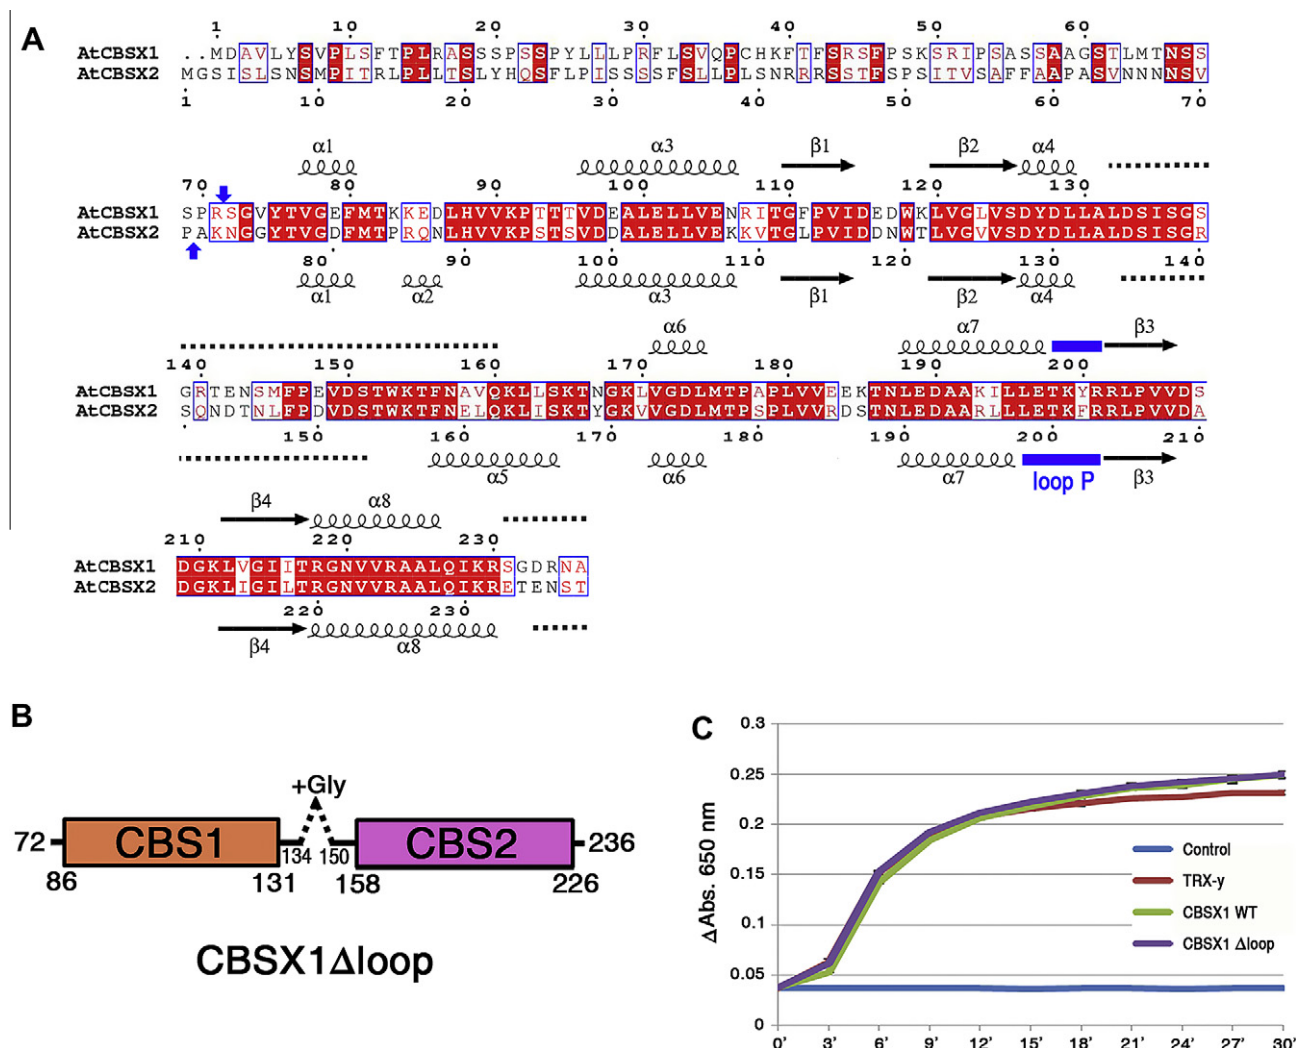 A
1 10 20 30 40 50 60
AtCBSX1 ..MDAVLYSVPLSFTPLRASSSPSSPYLLLPRFLSVQPCHKFTFSRSFPSKSRIPSASSAAGSTLMTNSS
AtCBSX2 MGSISLSNSMPITRLPLLTSLYHQSFLPISSSSFSLLPLSNRRRSSTFSPSITVSAFFAAPASVNNNNSV
1 10 20 30 40 50 60 70
α1 α3 β1 β2 α4
70 80 90 100 110 120 130
AtCBSX1 SPRSGVYTVGEFMTKKEDLHVVKPTTTVDEALELLVENRITGFPVIDEDWKLVGLVSDYDLLALDSISGS
AtCBSX2 PAKNGGYTVGDFMTPRQNLHVVKPSTSVDDALELLVEKKVTGLPVIDDNWTLVGVVSDYDLLALDSISGR
80 90 100 110 120 130 140
α1 α2 α3 β1 β2 α4
α6 α7 β3
140 150 160 170 180 190 200
AtCBSX1 GRTENSMFPEVDSTWKTFNAVQKLLSKTNGKLVGDLMTPAPLVVEEKTNLEDAAKILLETKYRRLPVVDS
AtCBSX2 SQNDTNLFPDVDSTWKTFNELQKLISKTYGKVVGDLMTPSPLVVRDSTNLEDAARLLLETKFRRLPVVDA
150 160 170 180 190 200 210
α5 α6 α7 loop P β3
β4 α8
210 220 230
AtCBSX1 DGKLVGIITRGNVVRAALQIKRSGDRNA
AtCBSX2 DGKLIGILTRGNVVRAALQIKRETENST
220 230
β4 α8
B
+Gly
72 CBS1 134 150 CBS2 236
86 131 158 226
CBSX1Δloop
C
ΔAbs. 650 nm
0.3
0.25
0.2
0.15
0.1
0.05
0
Control
TRX-y
CBSX1 WT
CBSX1 Δloop
0' 3' 6' 9' 12' 15' 18' 21' 24' 27' 30'